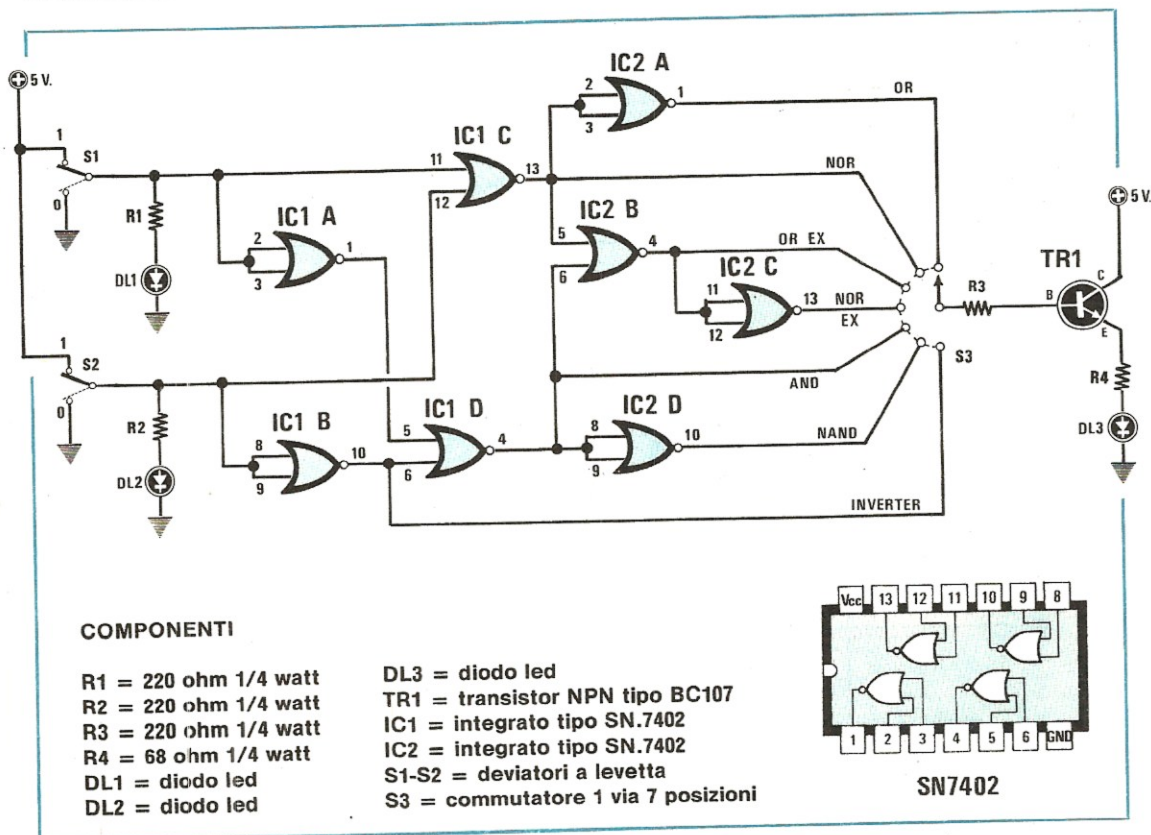 IC2 A
5 V.
2
3
1
OR
1
S1
0
IC1 C
11
12
13
NOR
R1
DL1
IC1 A
2
3
1
IC2 B
5
6
4
OR EX
5 V.
TR1
C
B
E
R3
IC2 C
11
12
13
NOR
EX
1
S2
0
AND
S3
R4
DL3
R2
DL2
IC1 B
8
9
10
IC1 D
5
6
4
IC2 D
8
9
10
NAND
INVERTER
COMPONENTI
R1 = 220 ohm 1/4 watt
R2 = 220 ohm 1/4 watt
R3 = 220 ohm 1/4 watt
R4 = 68 ohm 1/4 watt
DL1 = diodo led
DL2 = diodo led
DL3 = diodo led
TR1 = transistor NPN tipo BC107
IC1 = integrato tipo SN.7402
IC2 = integrato tipo SN.7402
S1-S2 = deviatori a levetta
S3 = commutatore 1 via 7 posizioni
Vcc 13 12 11 10 9 8
1 2 3 4 5 6 GND
SN7402